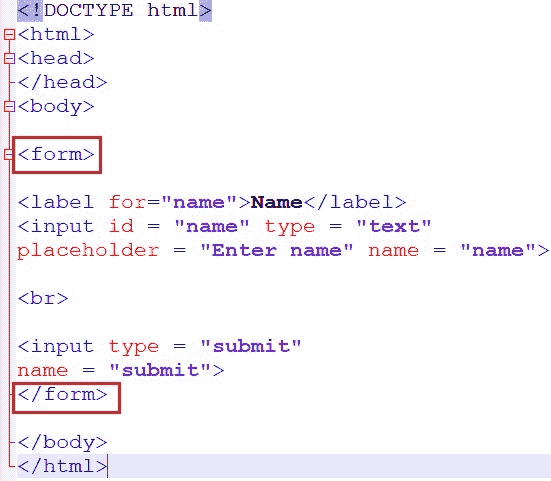 <!DOCTYPE html>
<html>
<head>
</head>
<body>
<form>
<label for="name">Name</label>
<input id = "name" type = "text"
placeholder = "Enter name" name = "name">
<br>
<input type = "submit"
name = "submit">
</form>
</body>
</html>